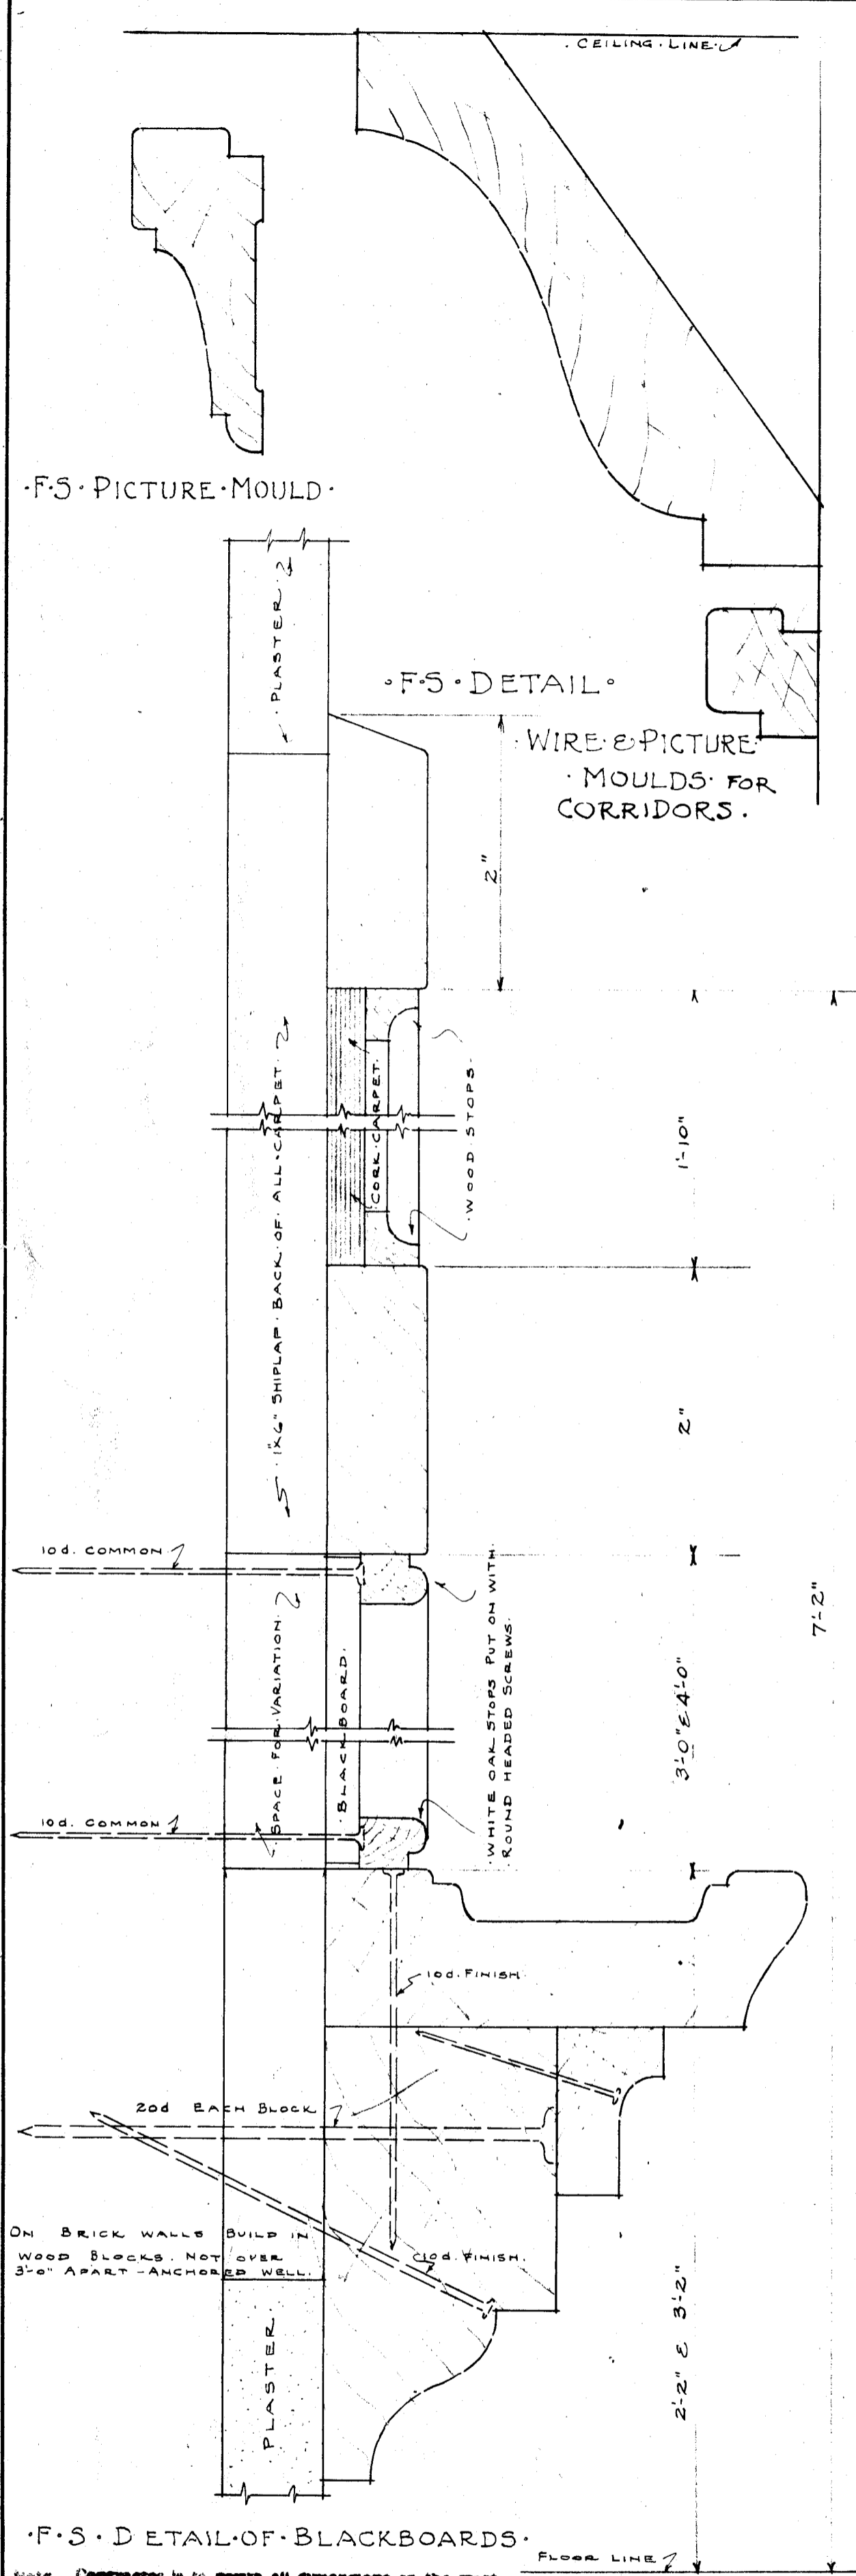 . CEILING . LINE .
. F . S . PICTURE . MOULD .
. PLASTER .
. F . S . DETAIL .
. WIRE . & PICTURE
. MOULDS . FOR
CORRIDORS .
2"
. 1"X6" SHIPLAP . BACK . OF . ALL . CARPET .
CORK . CARPET .
. WOOD . STOPS .
1'-10"
2"
10d. COMMON
. SPACE . FOR . VARIATION .
. BLACKBOARD .
. WHITE OAK STOPS PUT ON WITH .
. ROUND HEADED SCREWS .
3'-0" & 4'-0"
7'-2"
10d. COMMON
10d. FINISH
20d EACH BLOCK
ON BRICK WALLS BUILD IN
WOOD BLOCKS . NOT OVER
3'-0" APART - ANCHORED WELL .
10d. FINISH .
PLASTER .
2'-2" & 3'-2"
. F . S . DETAIL . OF . BLACKBOARDS .
FLOOR LINE